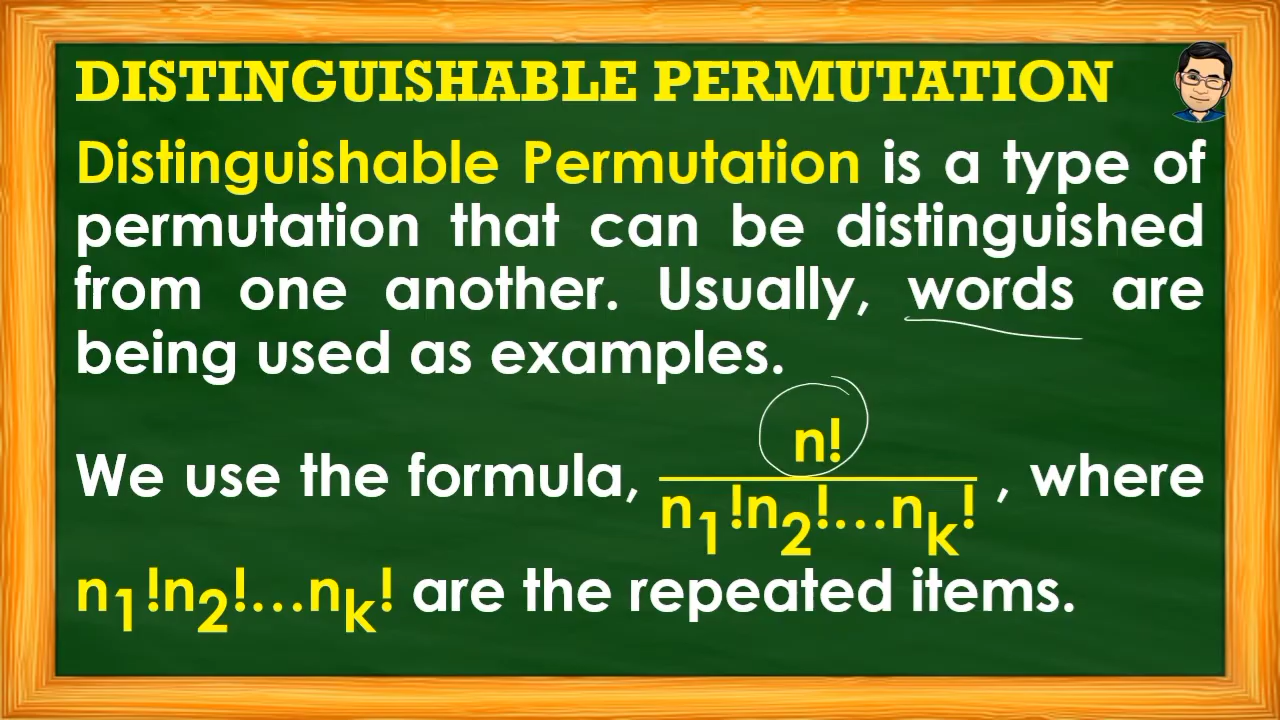 DISTINGUISHABLE PERMUTATION
Distinguishable Permutation is a type of
permutation that can be distinguished
from one another. Usually, words are
being used as examples.
We use the formula, n! / n₁!n₂!...nₖ! , where
n₁!n₂!...nₖ! are the repeated items.